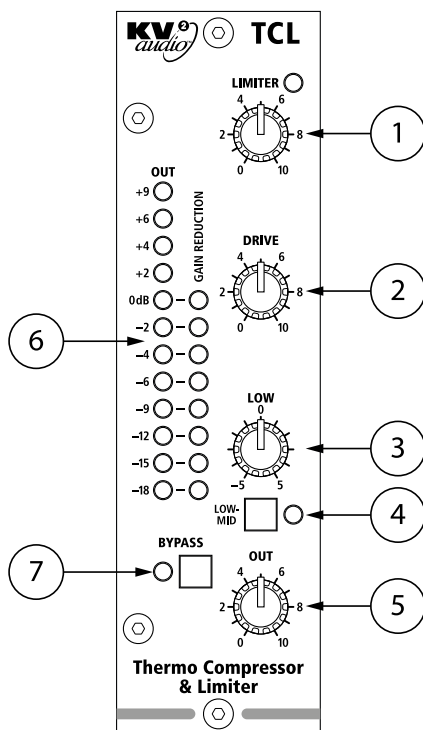 KV2 audio TCL
LIMITER
4 6
2 8
0 10
1
OUT
GAIN REDUCTION
+9
+6
+4
+2
0dB
–2
–4
–6
–9
–12
–15
–18
6
DRIVE
4 6
2 8
0 10
2
LOW
0
–5 5
3
LOW-
MID
4
BYPASS
7
OUT
4 6
2 8
0 10
5
Thermo Compressor
& Limiter